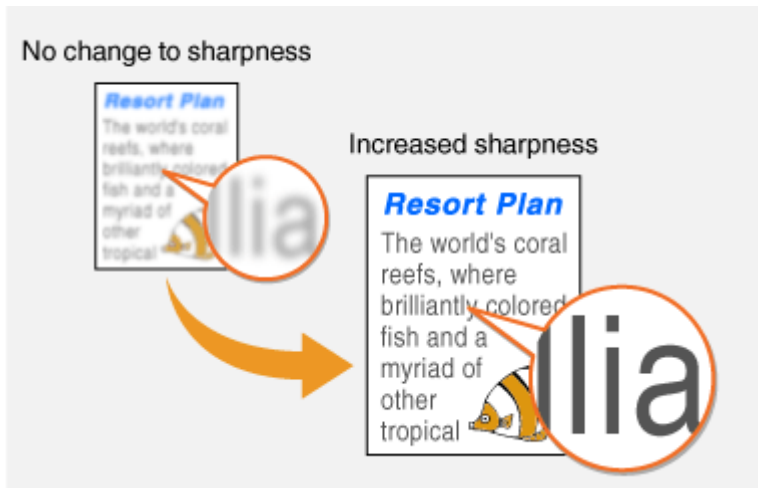 No change to sharpness
Resort Plan
The world's coral
reefs, where
brilliantly colored
fish and a
myriad of
other
tropical
llia
Increased sharpness
Resort Plan
The world's coral
reefs, where
brilliantly colored
fish and a
myriad of
other
tropical
llia